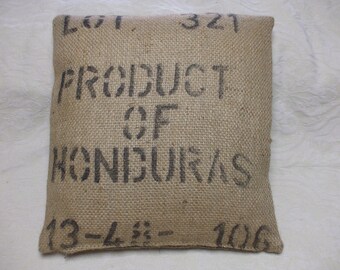 LOT 321
PRODUCT
OF
HONDURAS
13-48- 106